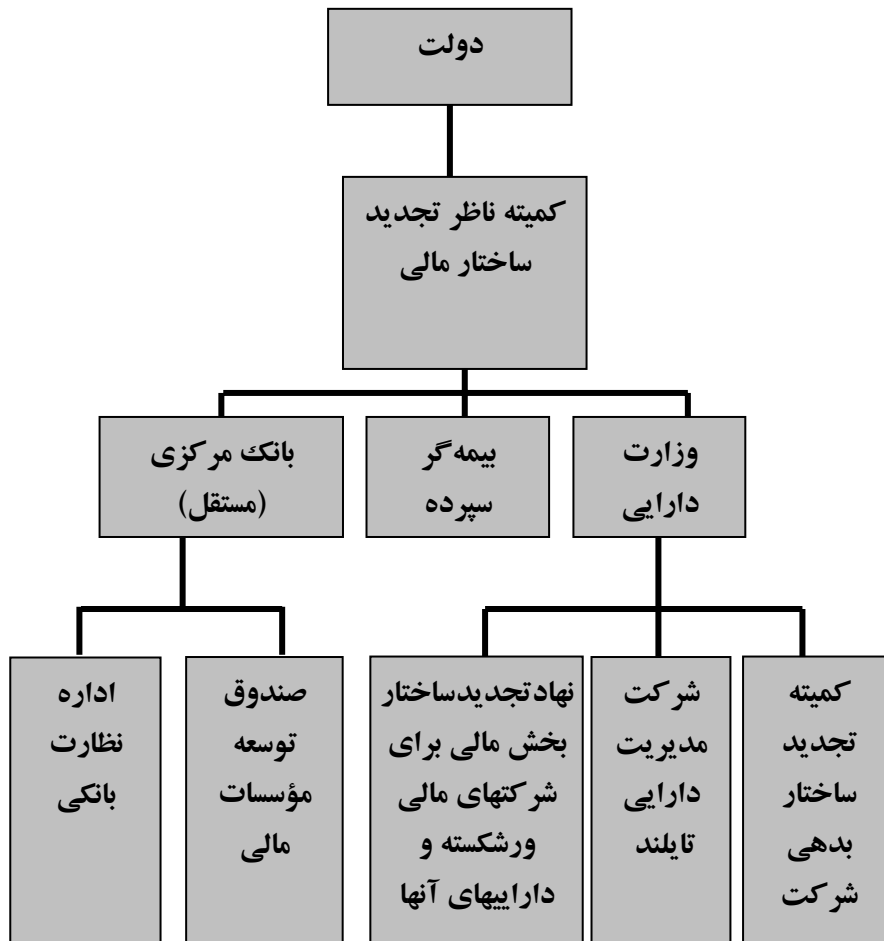 دولت
کمیته ناظر تجدید
ساختار مالی
وزارت
دارایی
بیمه‌گر
سپرده
بانک مرکزی
(مستقل)
کمیته
تجدید
ساختار
بدهی
شرکت
شرکت
مدیریت
دارایی
تایلند
نهادتجدیدساختار
بخش مالی برای
شرکتهای مالی
ورشکسته و
داراییهای آنها
صندوق
توسعه
مؤسسات
مالی
اداره
نظارت
بانکی